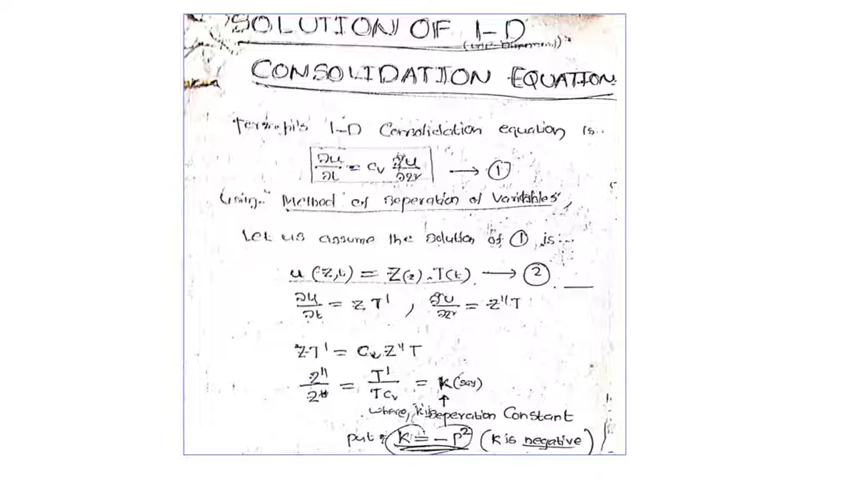 SOLUTION OF 1-D
(one-Dimensional):
CONSOLIDATION EQUATION
Terzaghi's 1-D Consolidation equation is..
∂u/∂t = Cv ∂²u/∂z² → ①
Using "Method of Seperation of Variables",
Let us assume the solution of ① is:-
u(z,t) = Z(z).T(t) → ②
∂u/∂t = Z T' , ∂²u/∂z² = Z''T
Z T' = Cv Z''T
Z''/Z = T'/TCv = K (say)
where, K is Seperation Constant
put K = -P² (K is negative)